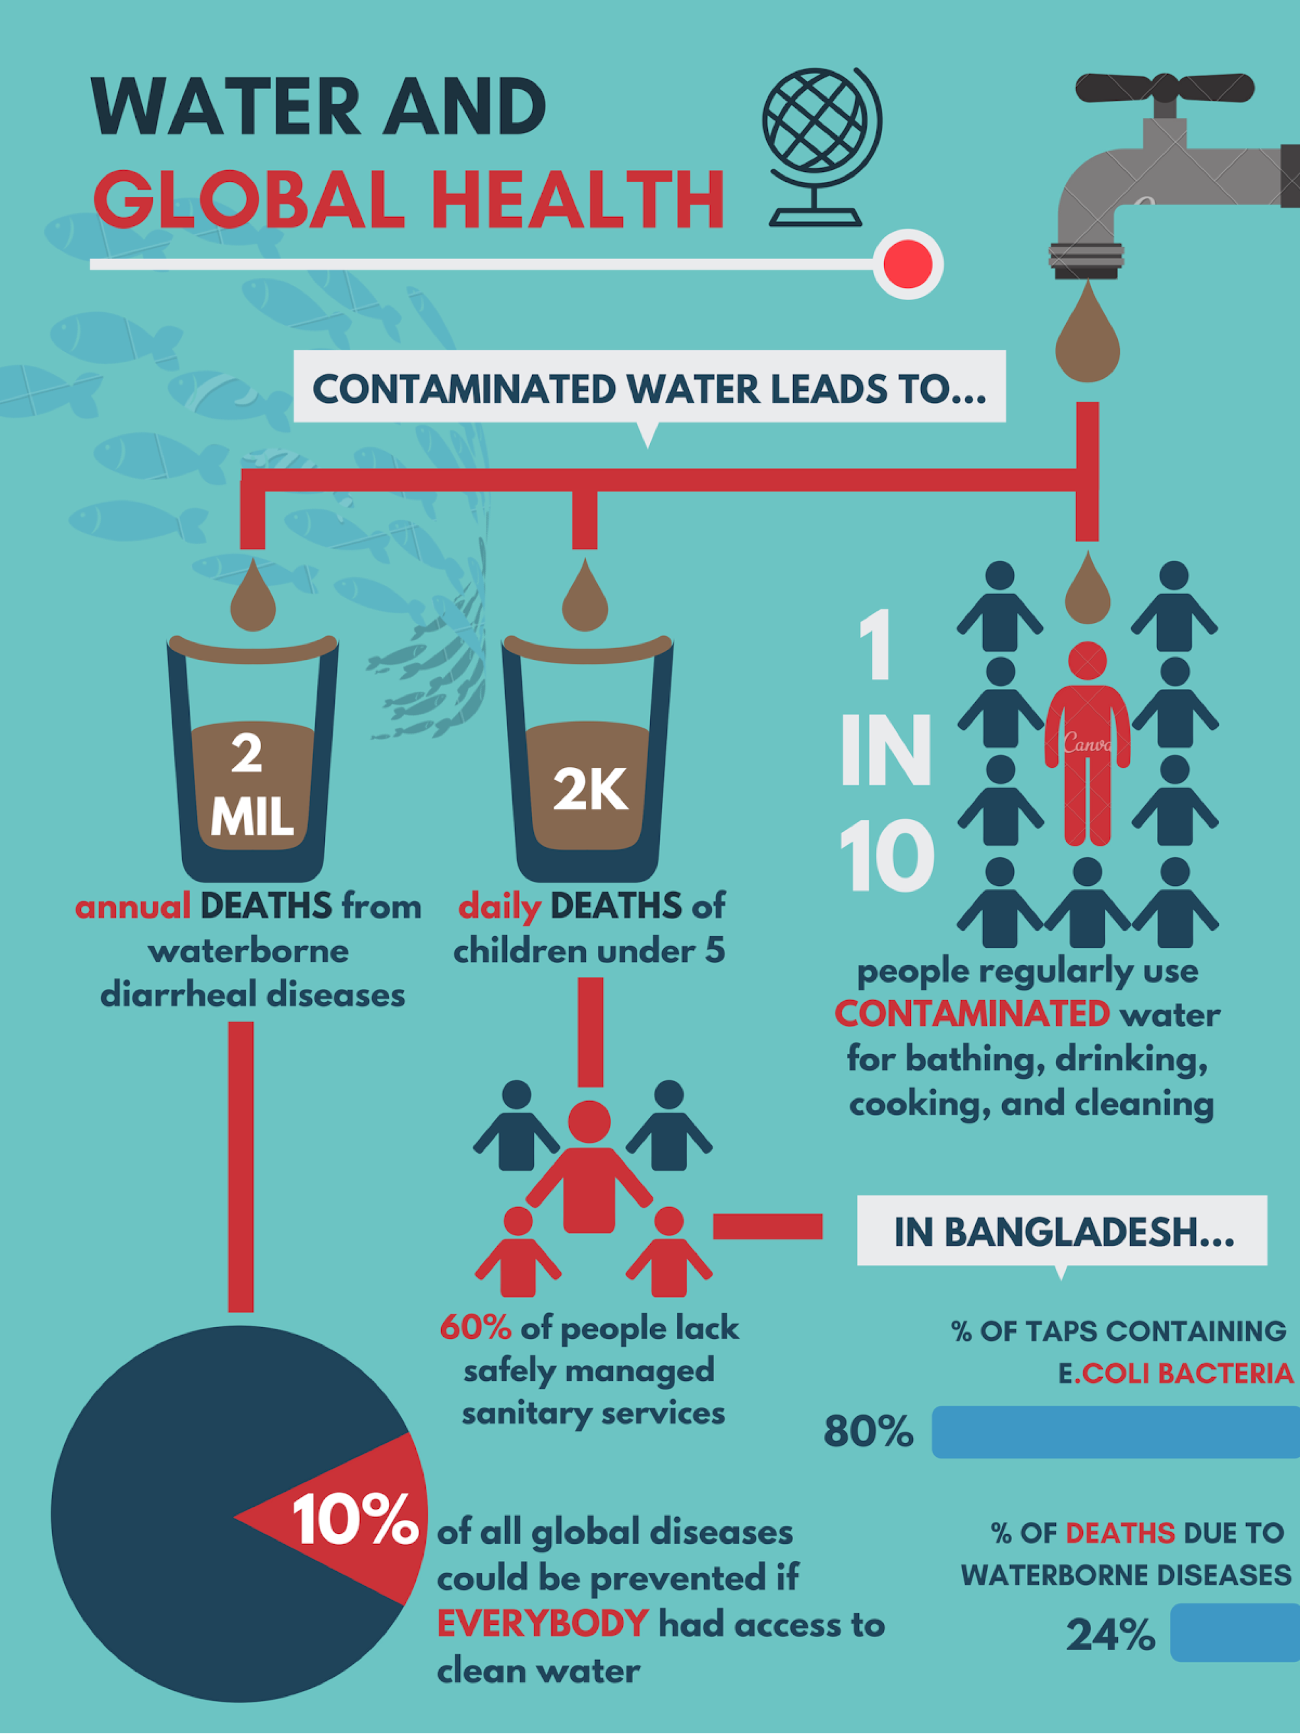 WATER AND
GLOBAL HEALTH
CONTAMINATED WATER LEADS TO...
2
MIL
annual DEATHS from
waterborne
diarrheal diseases
2K
daily DEATHS of
children under 5
1
IN
10
Canva
people regularly use
CONTAMINATED water
for bathing, drinking,
cooking, and cleaning
60% of people lack
safely managed
sanitary services
IN BANGLADESH...
% OF TAPS CONTAINING
E.COLI BACTERIA
80%
% OF DEATHS DUE TO
WATERBORNE DISEASES
24%
10%
of all global diseases
could be prevented if
EVERYBODY had access to
clean water